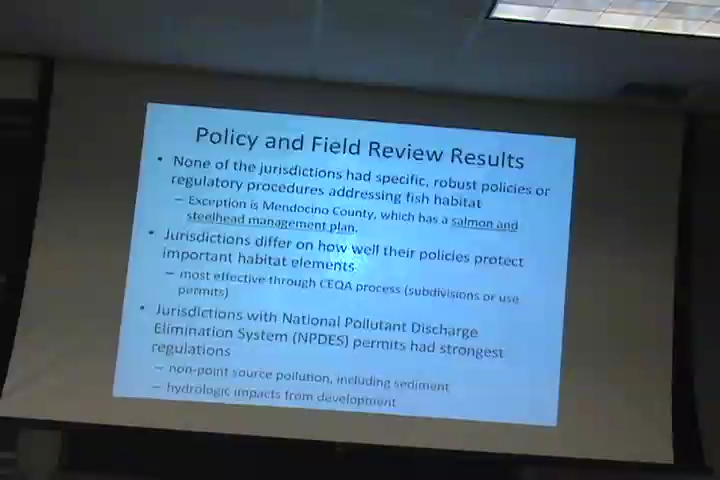 Policy and Field Review Results
• None of the jurisdictions had specific, robust policies or
regulatory procedures addressing fish habitat
– Exception is Mendocino County, which has a salmon and
steelhead management plan.
• Jurisdictions differ on how well their policies protect
important habitat elements
– most effective through CEQA process (subdivisions or use
permits)
• Jurisdictions with National Pollutant Discharge
Elimination System (NPDES) permits had strongest
regulations
– non-point source pollution, including sediment
– hydrologic impacts from development